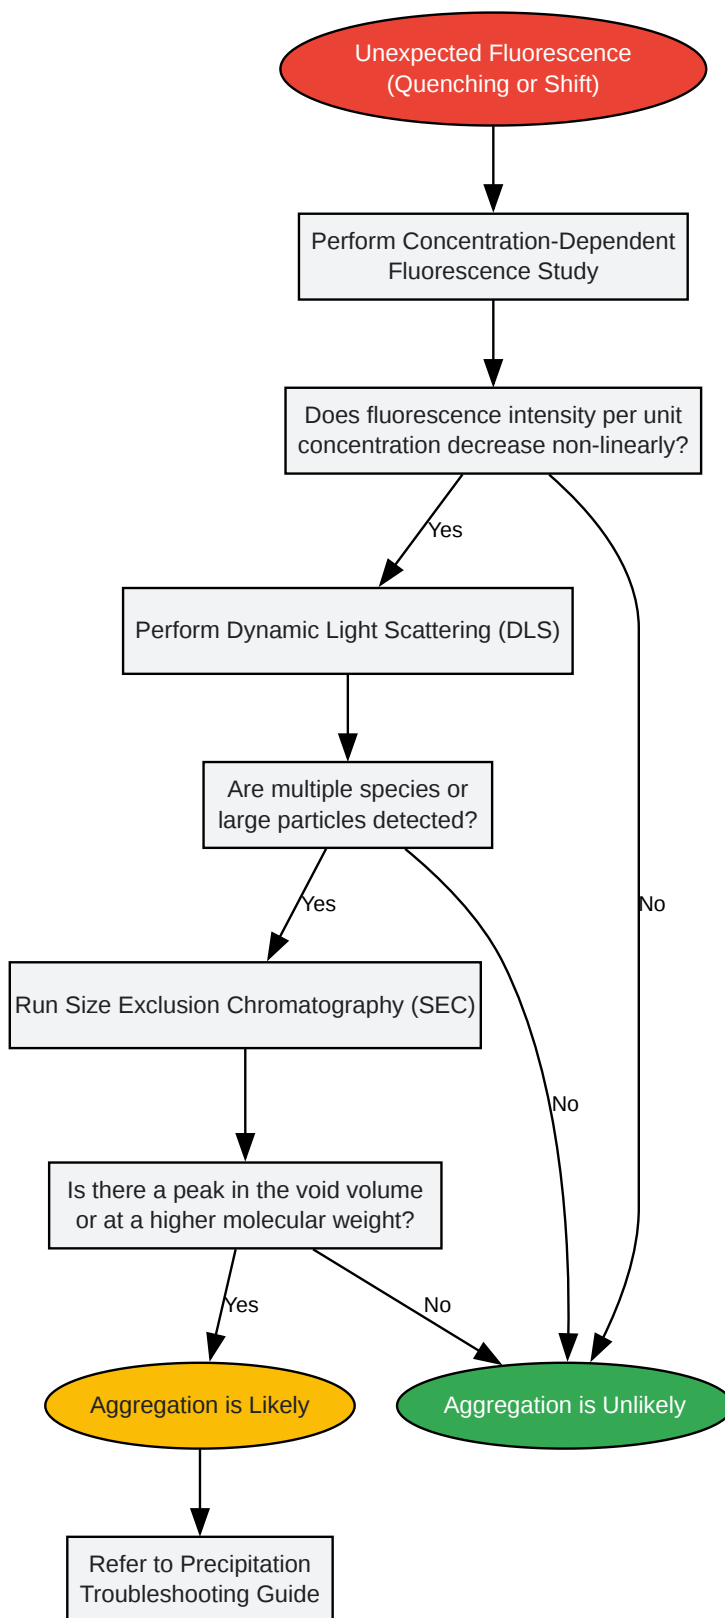 Unexpected Fluorescence
(Quenching or Shift)
Perform Concentration-Dependent
Fluorescence Study
Does fluorescence intensity per unit
concentration decrease non-linearly?
Yes
Perform Dynamic Light Scattering (DLS)
Are multiple species or
large particles detected?
Yes
No
Run Size Exclusion Chromatography (SEC)
No
Is there a peak in the void volume
or at a higher molecular weight?
Yes
No
Aggregation is Likely
Aggregation is Unlikely
Refer to Precipitation
Troubleshooting Guide